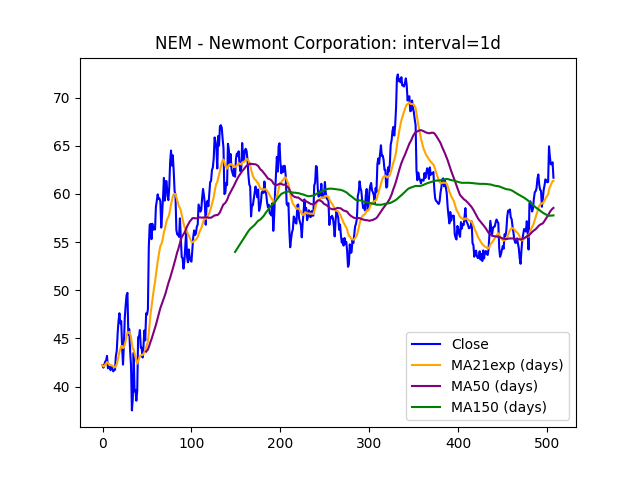 NEM - Newmont Corporation: interval=1d
70
65
60
55
50
45
40
0
100
200
300
400
500
Close
MA21exp (days)
MA50 (days)
MA150 (days)